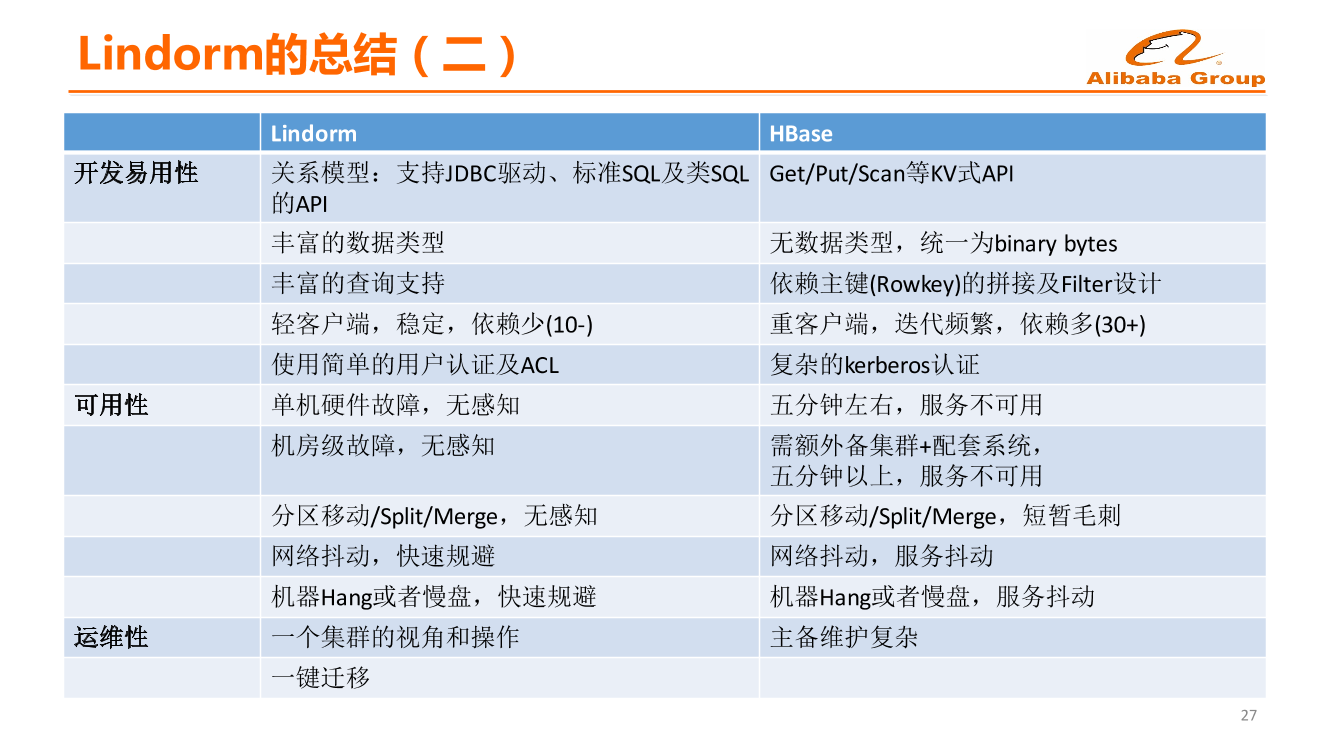 Lindorm的总结（二）
Alibaba Group
Lindorm
HBase
开发易用性
关系模型：支持JDBC驱动、标准SQL及类SQL
的API
Get/Put/Scan等KV式API
丰富的数据类型
无数据类型，统一为binary bytes
丰富的查询支持
依赖主键(Rowkey)的拼接及Filter设计
轻客户端，稳定，依赖少(10-)
重客户端，迭代频繁，依赖多(30+)
使用简单的用户认证及ACL
复杂的kerberos认证
可用性
单机硬件故障，无感知
五分钟左右，服务不可用
机房级故障，无感知
需额外备集群+配套系统，
五分钟以上，服务不可用
分区移动/Split/Merge，无感知
分区移动/Split/Merge，短暂毛刺
网络抖动，快速规避
网络抖动，服务抖动
机器Hang或者慢盘，快速规避
机器Hang或者慢盘，服务抖动
运维性
一个集群的视角和操作
主备维护复杂
一键迁移
27